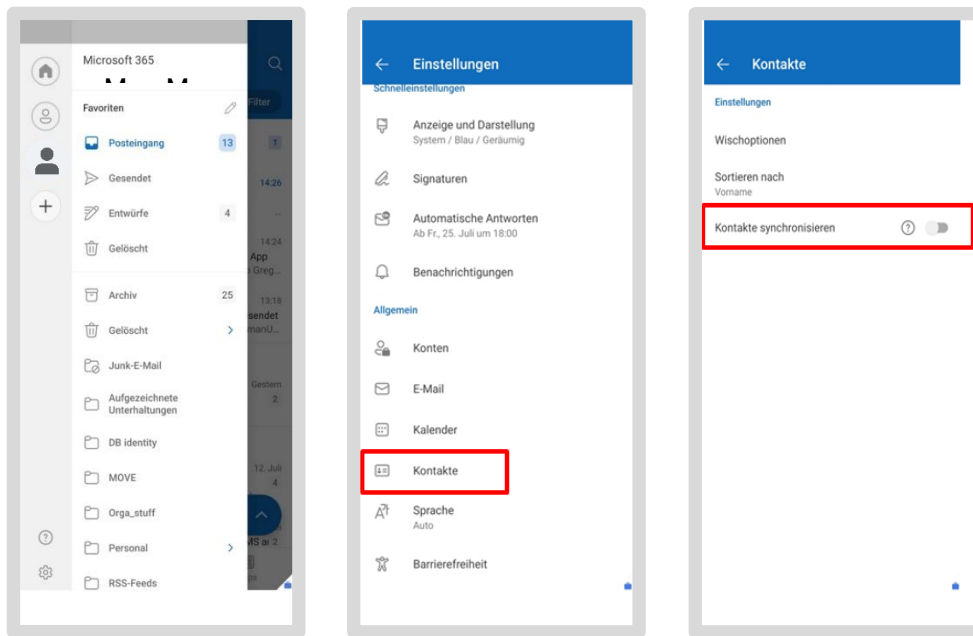 Microsoft 365
Favoriten
Posteingang 13
Gesendet
Entwürfe 4
Gelöscht
Archiv 25
Gelöscht
Junk-E-Mail
Aufgezeichnete
Unterhaltungen
DB identity
MOVE
Orga_stuff
Personal
RSS-Feeds
Filter
1
14:26
14:24
App
Greg...
13:18
sendet
manU...
Gestern
2
12. Juli
4
2
Einstellungen
Schnelleinstellungen
Anzeige und Darstellung
System / Blau / Geräumig
Signaturen
Automatische Antworten
Ab Fr., 25. Juli um 18:00
Benachrichtigungen
Allgemein
Konten
E-Mail
Kalender
Kontakte
Sprache
Auto
Barrierefreiheit
Kontakte
Einstellungen
Wischoptionen
Sortieren nach
Vorname
Kontakte synchronisieren